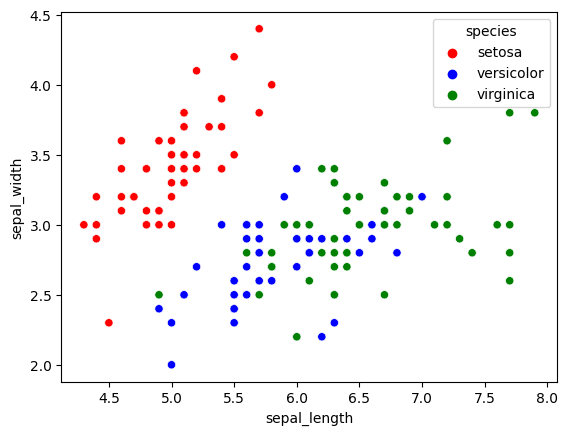 species
setosa
versicolor
virginica
4.5
4.0
3.5
3.0
2.5
2.0
sepal_width
4.5 5.0 5.5 6.0 6.5 7.0 7.5 8.0
sepal_length